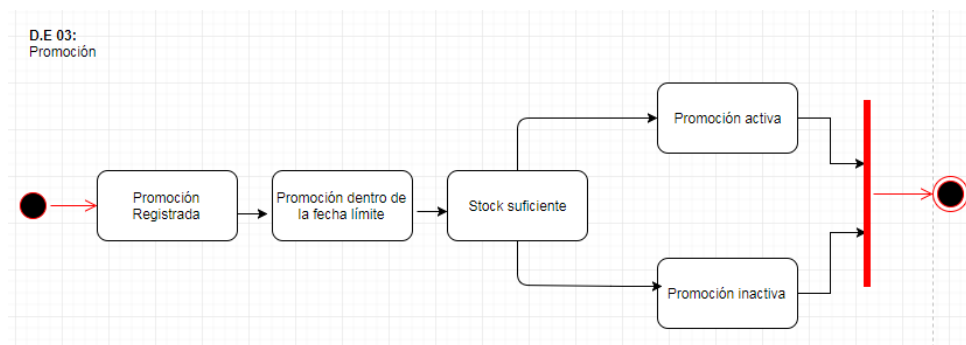 D.E 03:
Promoción
Promoción
Registrada
Promoción dentro de
la fecha límite
Stock suficiente
Promoción activa
Promoción inactiva